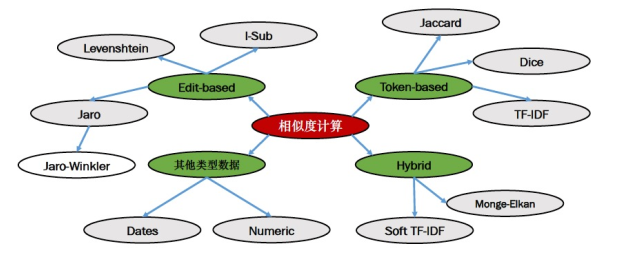 Jaccard
I-Sub
Levenshtein
Dice
Edit-based
Token-based
Jaro
TF-IDF
相似度计算
Jaro-Winkler
其他类型数据
Hybrid
Monge-Elkan
Dates
Numeric
Soft TF-IDF